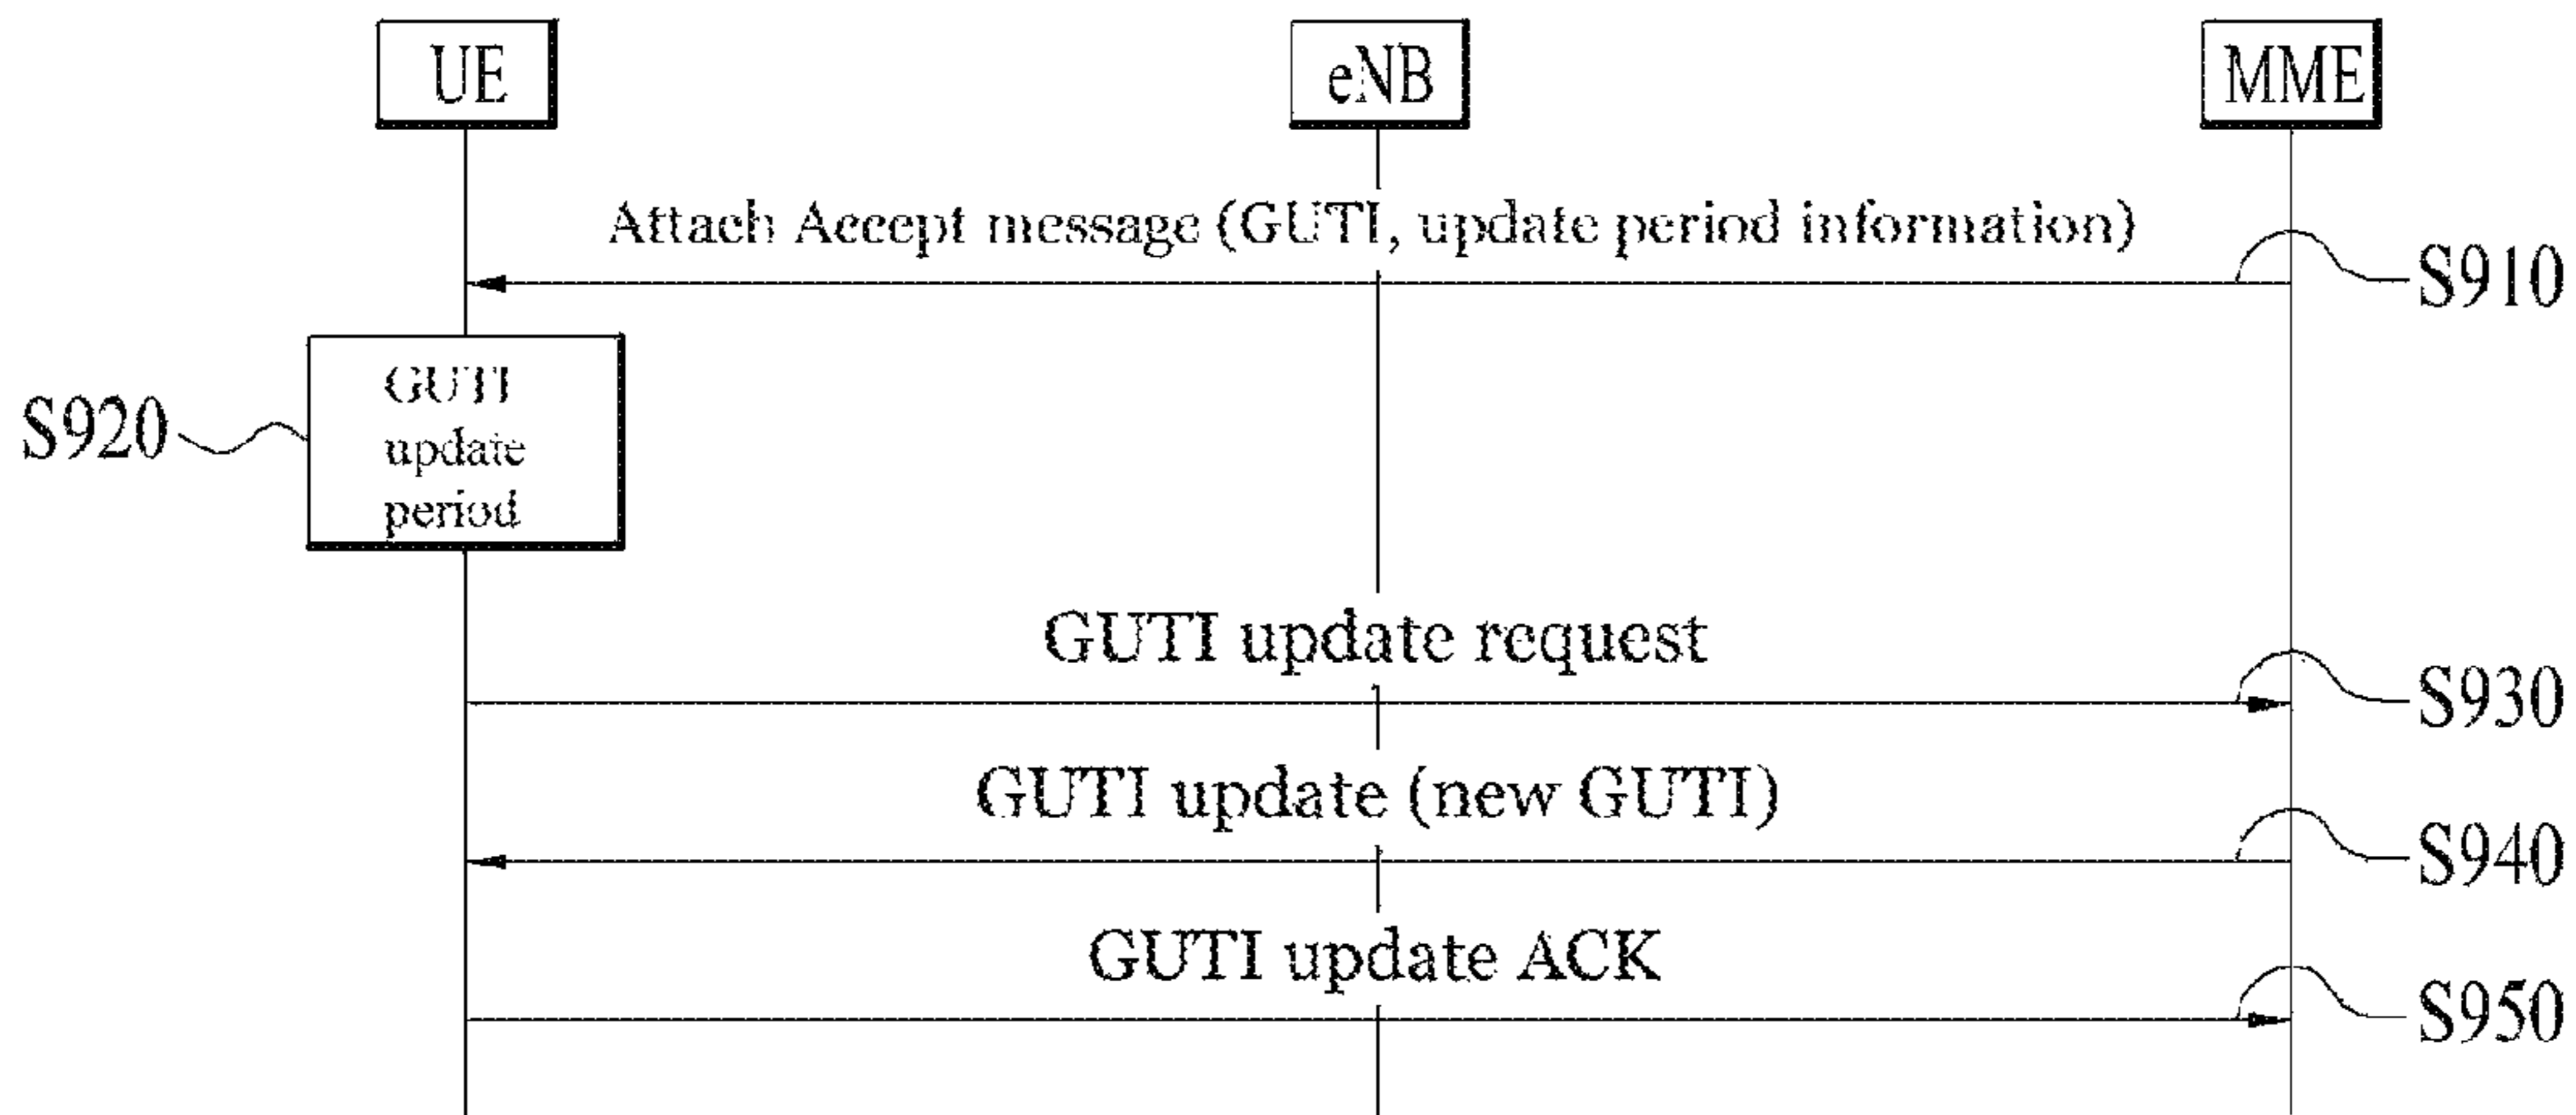 UE
eNB
MME
Attach Accept message (GUTI, update period information)
S910
GUTI
update
period
S920
GUTI update request
S930
GUTI update (new GUTI)
S940
GUTI update ACK
S950